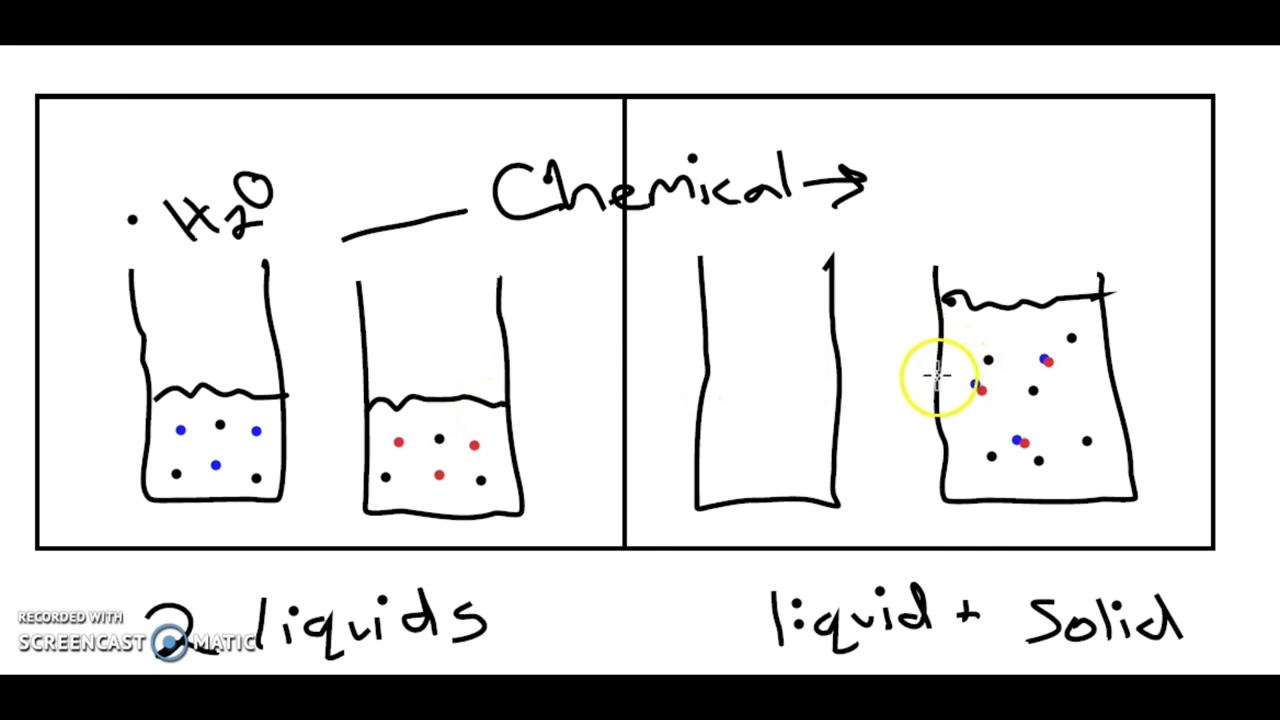 H2O
Chemical
2 liquids
liquid + Solid
RECORDED WITH
SCREENCAST MATIC